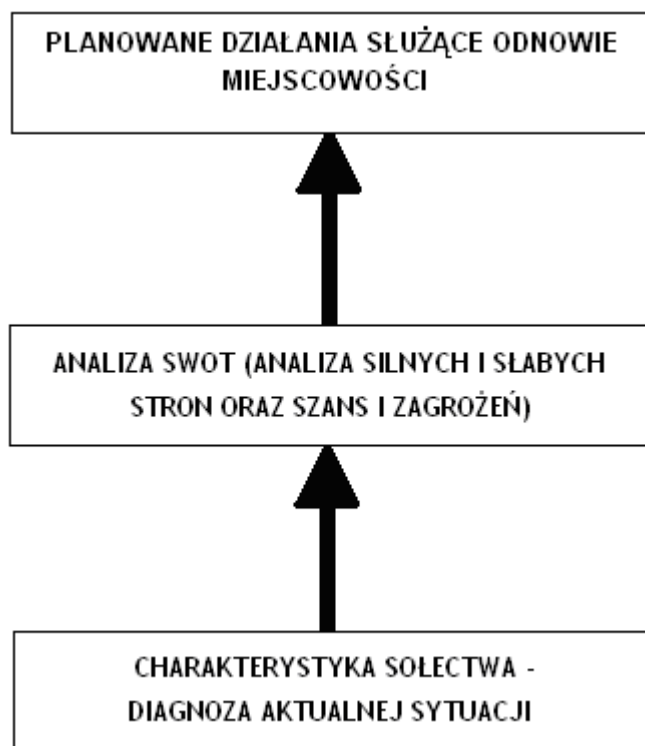 PLANOWANE DZIAŁANIA SŁUŻĄCE ODNOWIE
MIEJSCOWOŚCI
ANALIZA SWOT (ANALIZA SILNYCH I SŁABYCH
STRON ORAZ SZANS I ZAGROŻEŃ)
CHARAKTERYSTYKA SOŁECTWA -
DIAGNOZA AKTUALNEJ SYTUACJI